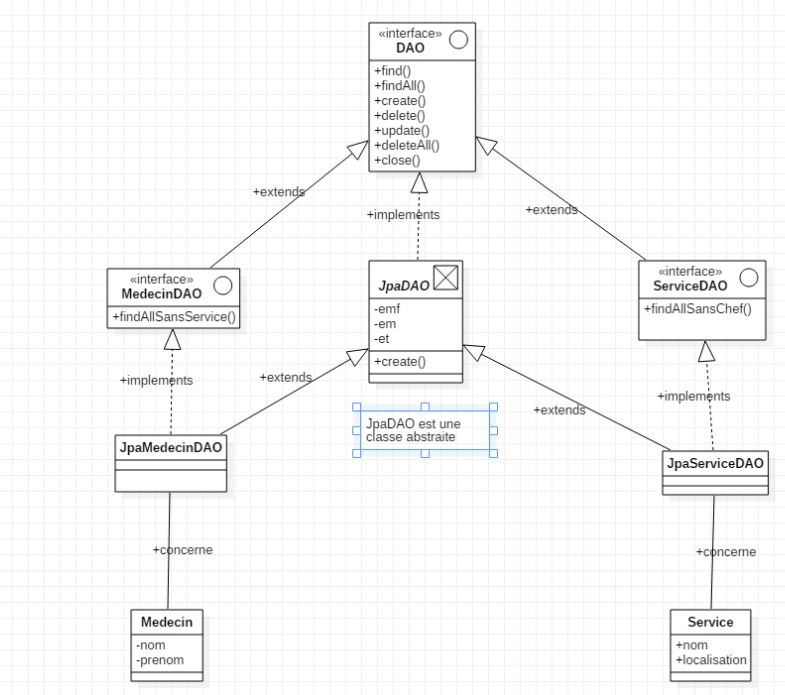 «interface»
DAO
+find()
+findAll()
+create()
+delete()
+update()
+deleteAll()
+close()
+extends
+implements
+extends
«interface»
MedecinDAO
+findAllSansService()
JpaDAO
-emf
-em
-et
+create()
«interface»
ServiceDAO
+findAllSansChef()
+implements
+extends
+extends
+implements
JpaDAO est une
classe abstraite
JpaMedecinDAO
JpaServiceDAO
+concerne
+concerne
Medecin
-nom
-prenom
Service
+nom
+localisation